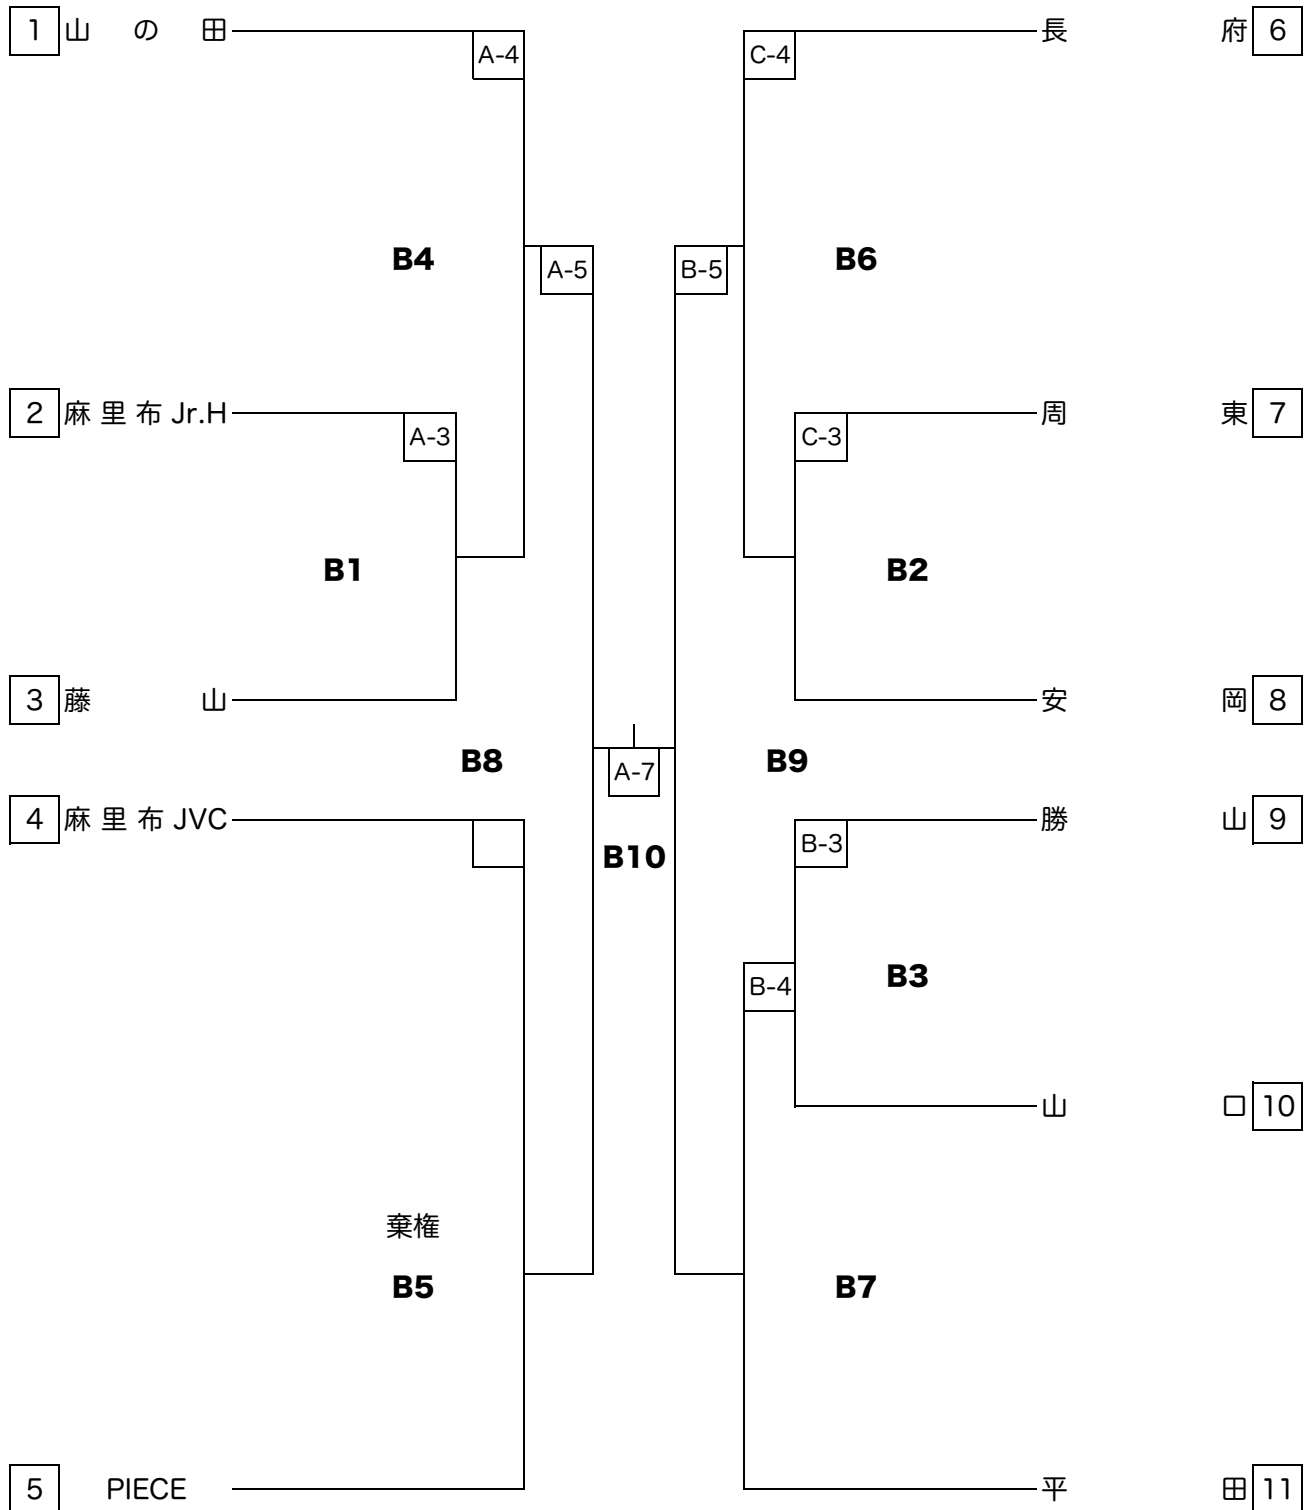 1 山の田 A-4 C-4 長府 6
B4 A-5 B-5 B6
2 麻里布 Jr.H A-3 C-3 周東 7
B1 B2
3 藤山 安岡 8
B8 A-7 B9
4 麻里布 JVC B10 B-3 勝山 9
B-4 B3
山口 10
棄権
B5 B7
5 PIECE 平田 11